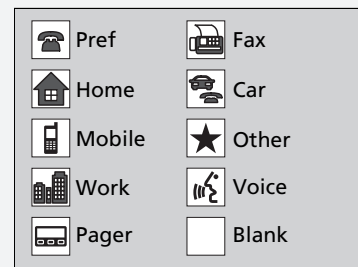 Pref
Fax
Home
Car
Mobile
Other
Work
Voice
Pager
Blank